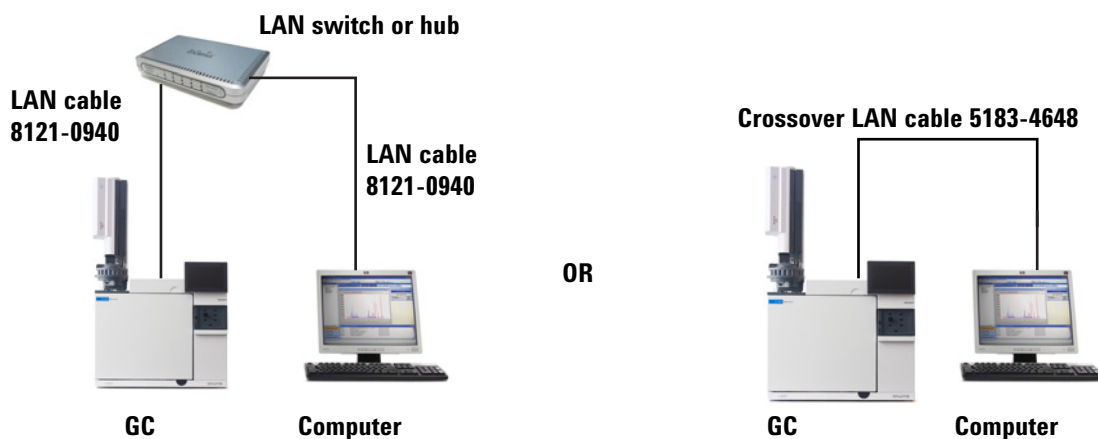 LAN switch or hub
LAN cable
8121-0940
LAN cable
8121-0940
GC
Computer
OR
Crossover LAN cable 5183-4648
GC
Computer